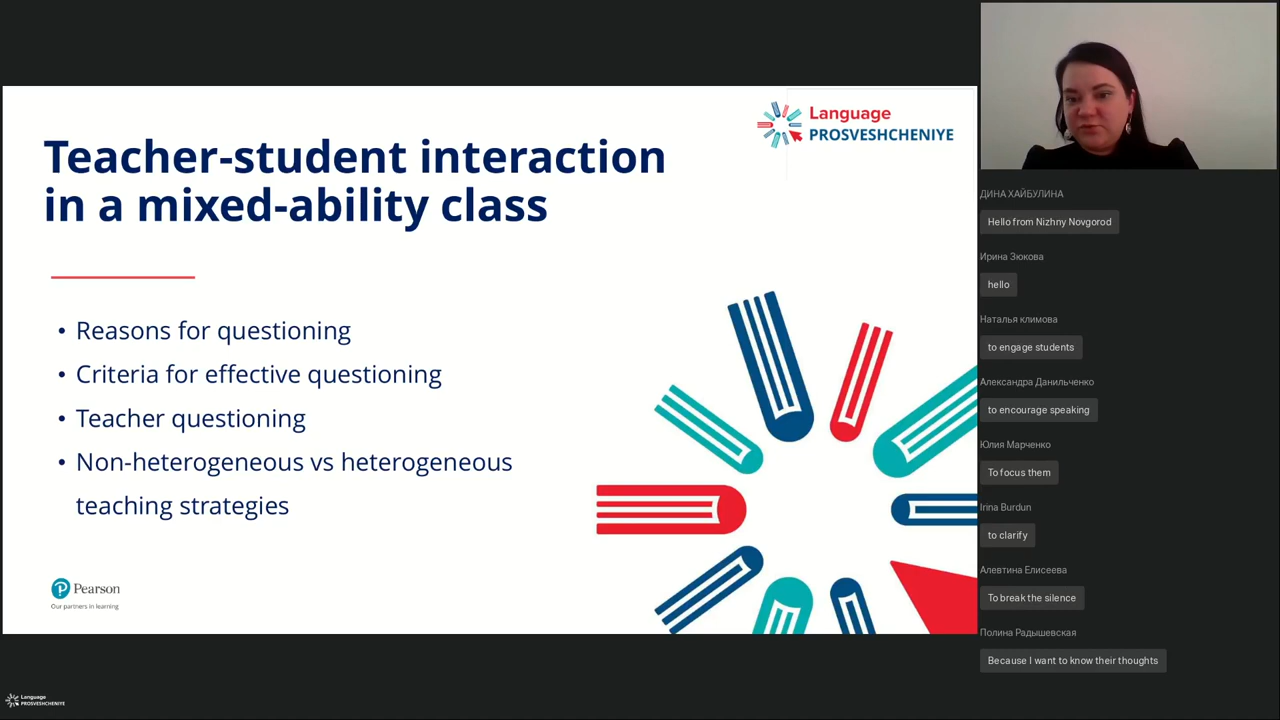 Language
PROSVESHCHENIYE
Teacher-student interaction
in a mixed-ability class
• Reasons for questioning
• Criteria for effective questioning
• Teacher questioning
• Non-heterogeneous vs heterogeneous
teaching strategies
Pearson
Our partners in learning
ДИНА ХАЙБУЛИНА
Hello from Nizhny Novgorod
Ирина Зюкова
hello
Наталья климова
to engage students
Александра Данильченко
to encourage speaking
Юлия Марченко
To focus them
Irina Burdun
to clarify
Алевтина Елисеева
To break the silence
Полина Радышевская
Because I want to know their thoughts
Language
PROSVESHCHENIYE